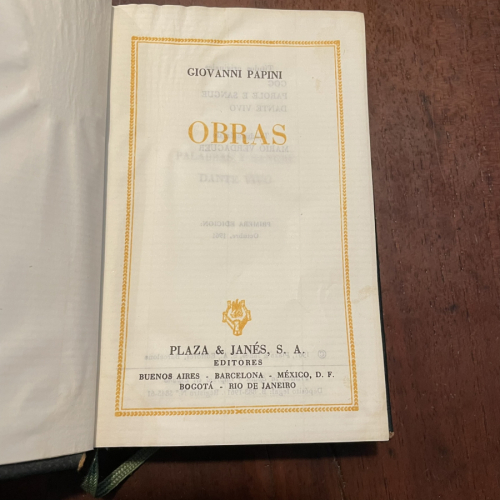 GIOVANNI PAPINI
OBRAS
PLAZA & JANÉS, S. A.
EDITORES
BUENOS AIRES - BARCELONA - MÉXICO, D. F.
BOGOTÁ - RIO DE JANEIRO